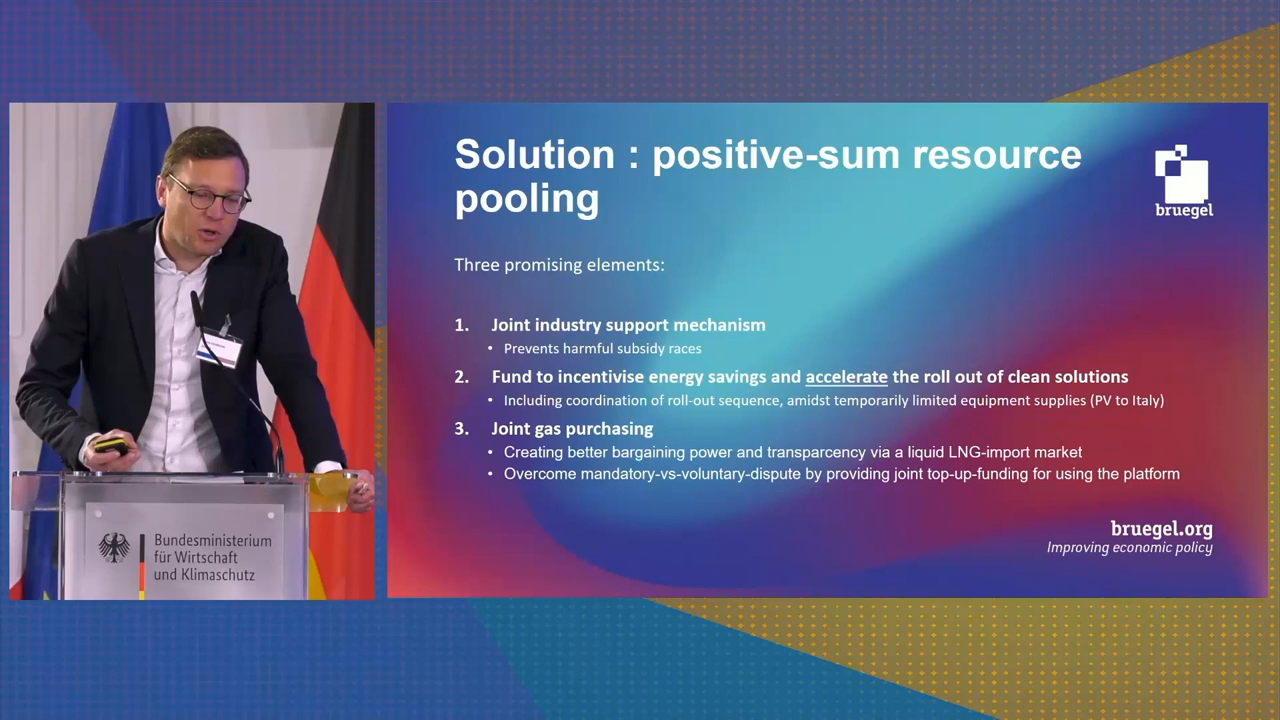 Solution : positive-sum resource
pooling
bruegel
Three promising elements:
1. Joint industry support mechanism
• Prevents harmful subsidy races
2. Fund to incentivise energy savings and accelerate the roll out of clean solutions
• Including coordination of roll-out sequence, amidst temporarily limited equipment supplies (PV to Italy)
3. Joint gas purchasing
• Creating better bargaining power and transparcency via a liquid LNG-import market
• Overcome mandatory-vs-voluntary-dispute by providing joint top-up-funding for using the platform
bruegel.org
Improving economic policy
Bundesministerium
für Wirtschaft
und Klimaschutz